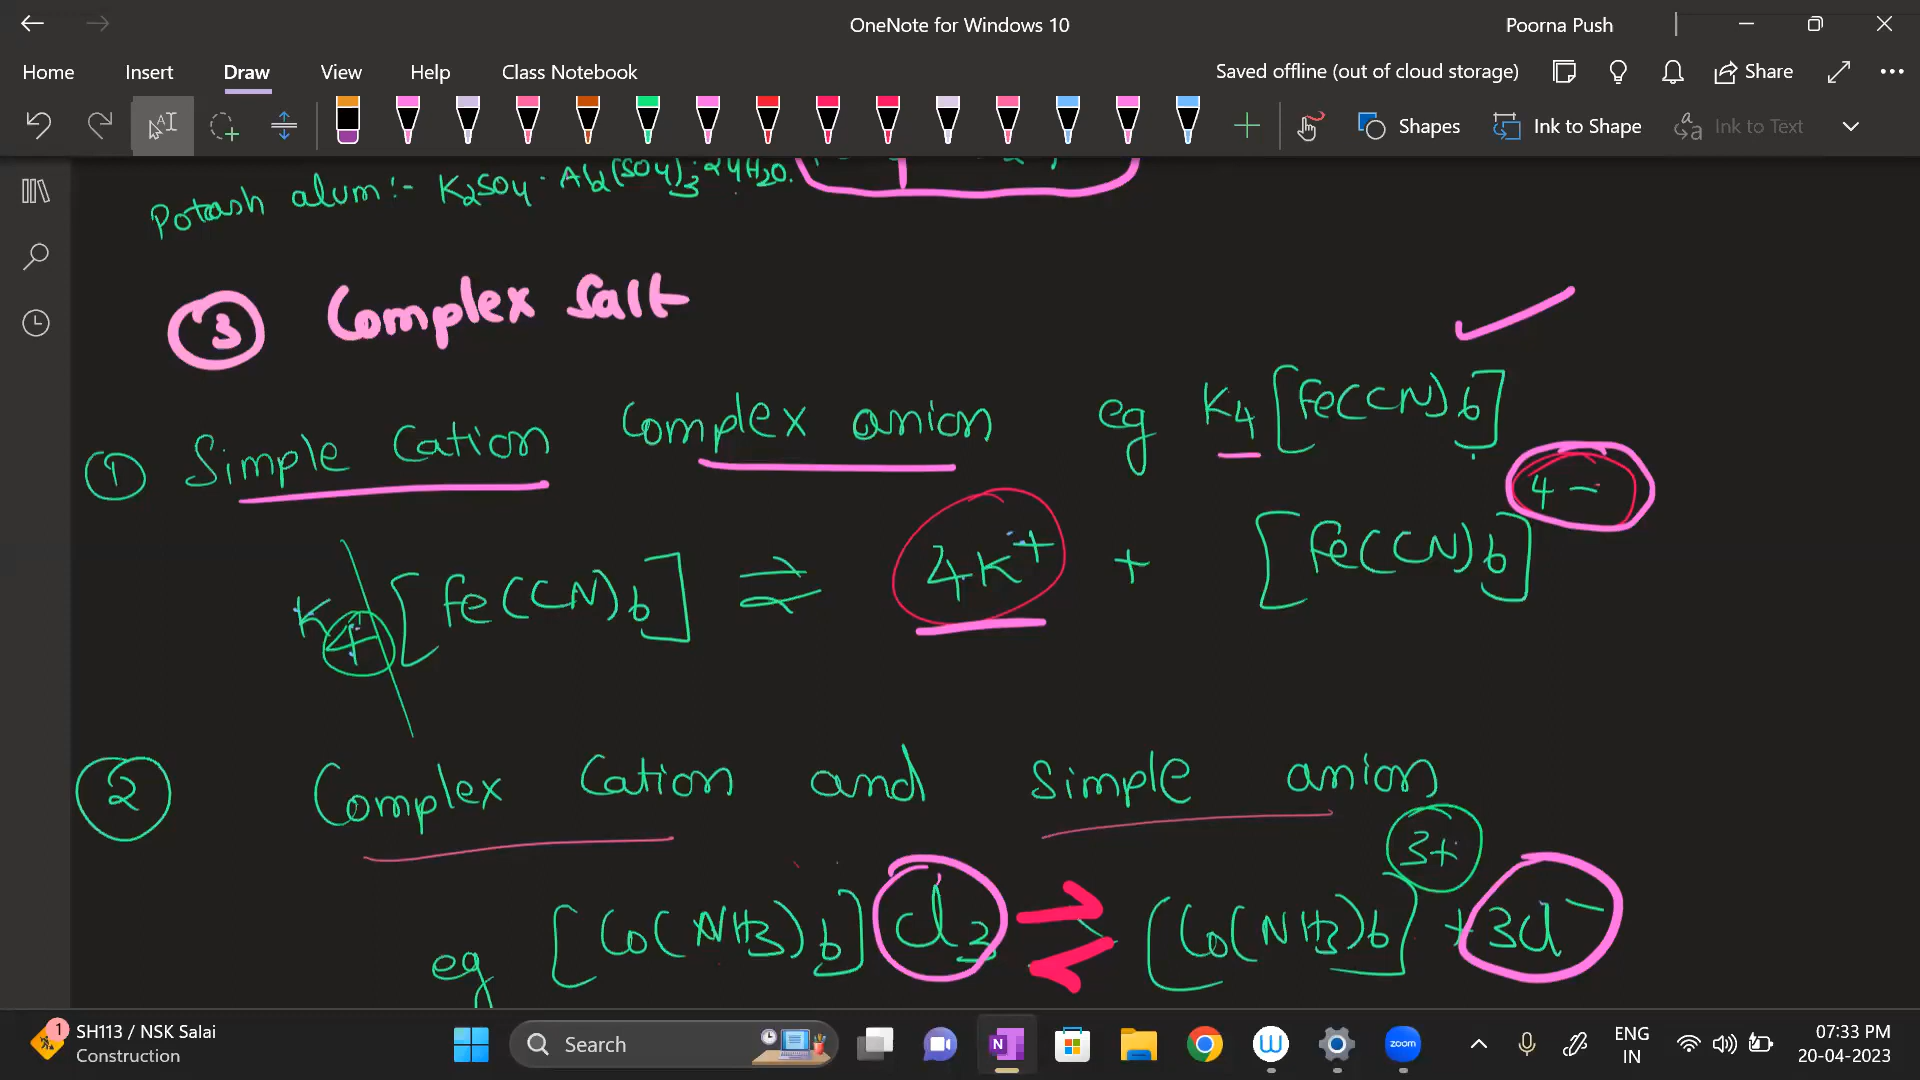 OneNote for Windows 10
Poorna Push
Home Insert Draw View Help Class Notebook
Saved offline (out of cloud storage)
Share
Shapes
Ink to Shape
Ink to Text
Potash alum:- K2SO4 · Al2(SO4)3·24H2O.
3 Complex Salt
1 Simple Cation Complex anion eg K4[Fe(CN)6]
K4[Fe(CN)6] ⇌ 4K+ + [Fe(CN)6]4-
2 Complex Cation and Simple anion
eg [Co(NH3)6]Cl3 ⇌ [Co(NH3)6]3+ + 3Cl-
1
SH113 / NSK Salai
Construction
Search
zoom
ENG
IN
07:33 PM
20-04-2023